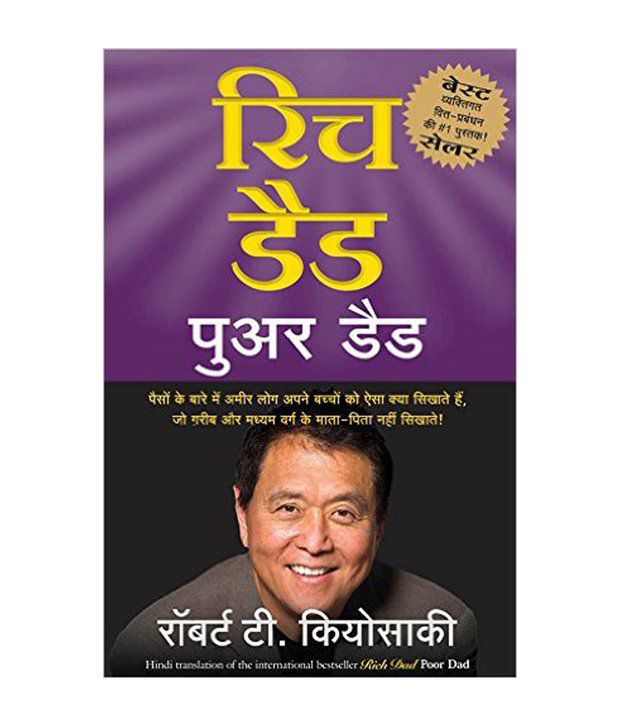 रिच
डैड
पुअर डैड
बेस्ट
व्यक्तिगत
वित्त-प्रबंधन
की #1 पुस्तक!
सेलर
पैसों के बारे में अमीर लोग अपने बच्चों को ऐसा क्या सिखाते हैं,
जो ग़रीब और मध्यम वर्ग के माता-पिता नहीं सिखाते!
रॉबर्ट टी. कियोसाकी
Hindi translation of the international bestseller Rich Dad Poor Dad